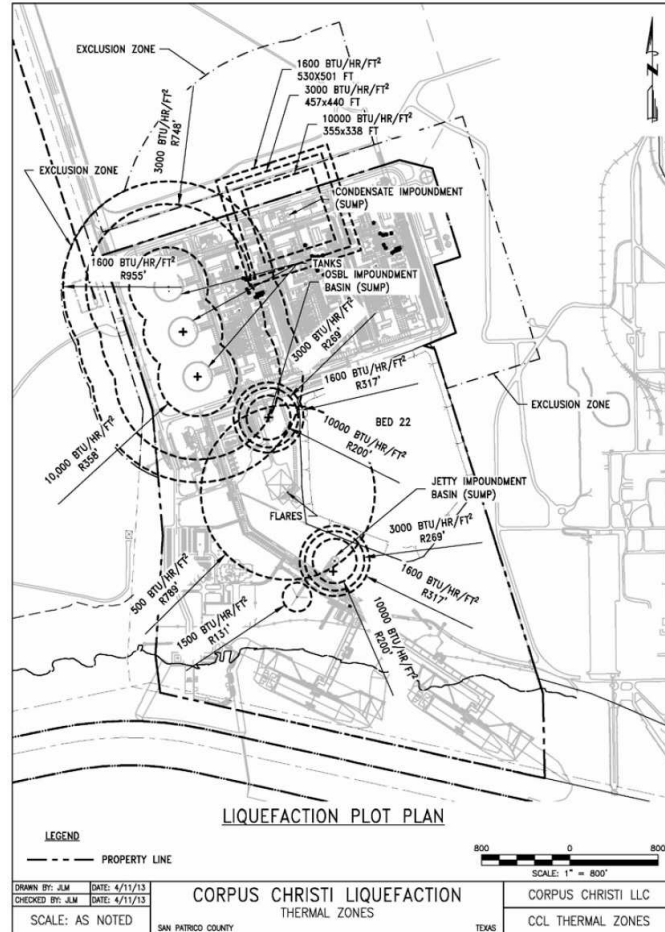 EXCLUSION ZONE
1600 BTU/HR/FT²
530X501 FT
3000 BTU/HR/FT²
457x440 FT
10000 BTU/HR/FT²
355x338 FT
N
3000 BTU/HR/FT²
R748'
EXCLUSION ZONE
CONDENSATE IMPOUNDMENT
(SUMP)
1600 BTU/HR/FT²
R955'
TANKS
OSBL IMPOUNDMENT
BASIN (SUMP)
3000 BTU/HR/FT²
R269'
1600 BTU/HR/FT²
R317'
EXCLUSION ZONE
BED 22
10000 BTU/HR/FT²
R200'
10,000 BTU/HR/FT²
R358'
JETTY IMPOUNDMENT
BASIN (SUMP)
FLARES
3000 BTU/HR/FT²
R269'
500 BTU/HR/FT²
R789'
1600 BTU/HR/FT²
R317'
1500 BTU/HR/FT²
R131'
10000 BTU/HR/FT²
R200'
LIQUEFACTION PLOT PLAN
LEGEND
PROPERTY LINE
800 0 800
SCALE: 1" = 800'
DRAWN BY: JLM DATE: 4/11/13
CHECKED BY: JLM DATE: 4/11/13
SCALE: AS NOTED
CORPUS CHRISTI LIQUEFACTION
THERMAL ZONES
SAN PATRICO COUNTY TEXAS
CORPUS CHRISTI LLC
CCL THERMAL ZONES